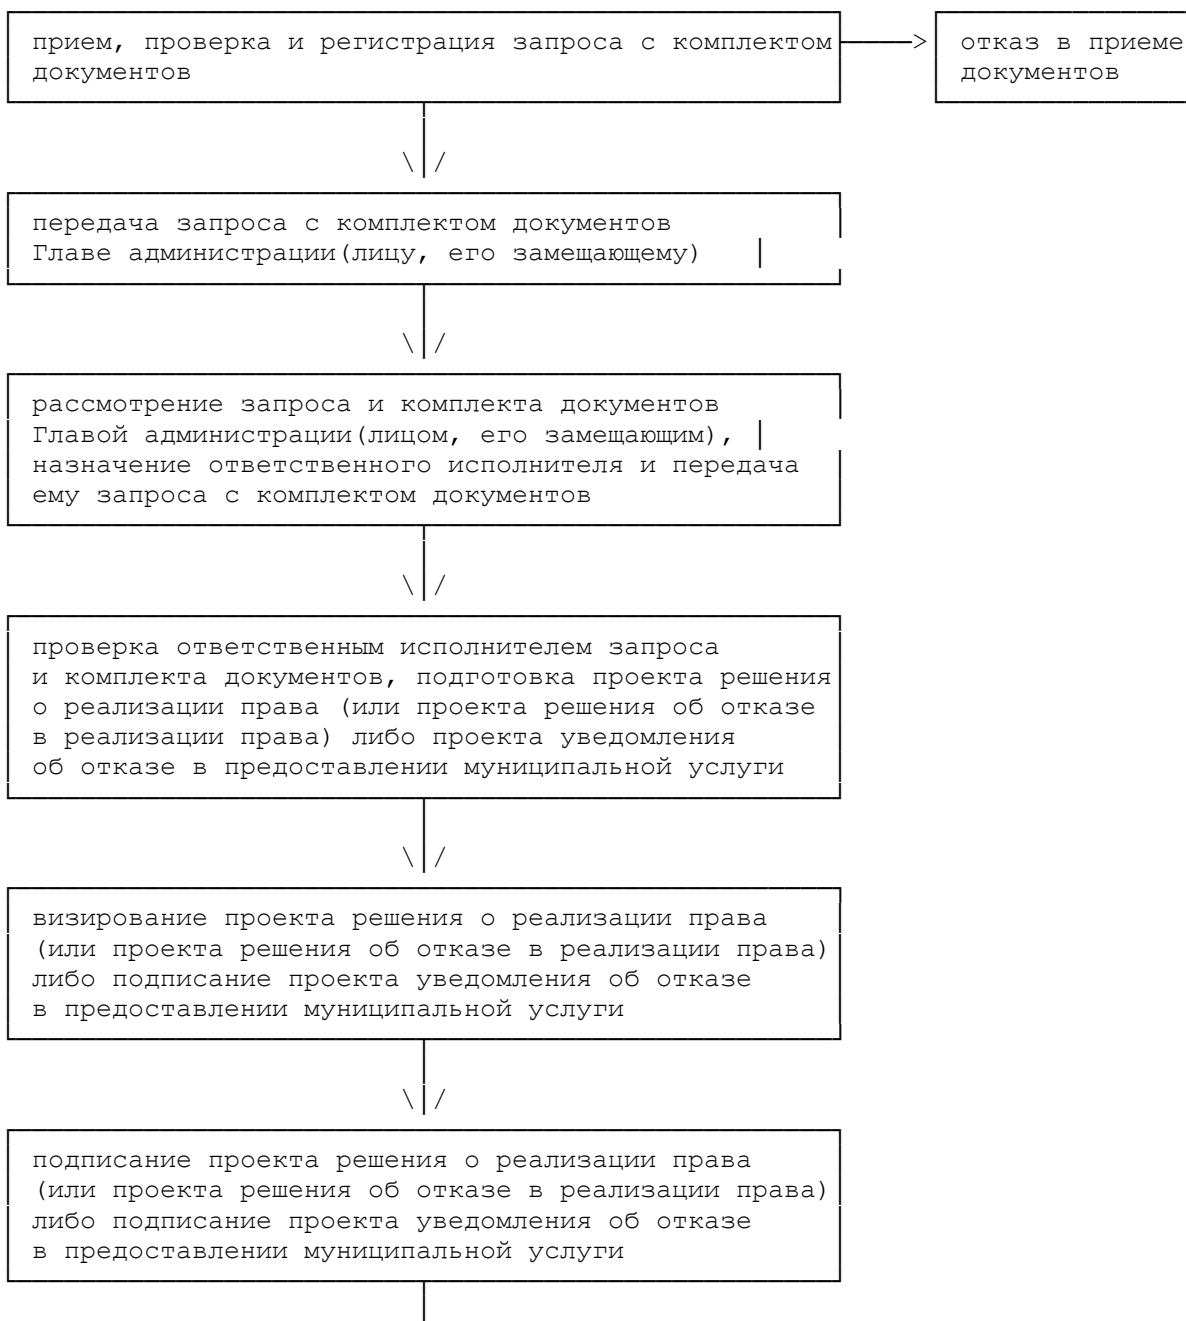 прием, проверка и регистрация запроса с комплектом
документов
отказ в приеме
документов
передача запроса с комплектом документов
Главе администрации(лицу, его замещающему)
рассмотрение запроса и комплекта документов
Главой администрации(лицом, его замещающим),
назначение ответственного исполнителя и передача
ему запроса с комплектом документов
проверка ответственным исполнителем запроса
и комплекта документов, подготовка проекта решения
о реализации права (или проекта решения об отказе
в реализации права) либо проекта уведомления
об отказе в предоставлении муниципальной услуги
визирование проекта решения о реализации права
(или проекта решения об отказе в реализации права)
либо подписание проекта уведомления об отказе
в предоставлении муниципальной услуги
подписание проекта решения о реализации права
(или проекта решения об отказе в реализации права)
либо подписание проекта уведомления об отказе
в предоставлении муниципальной услуги